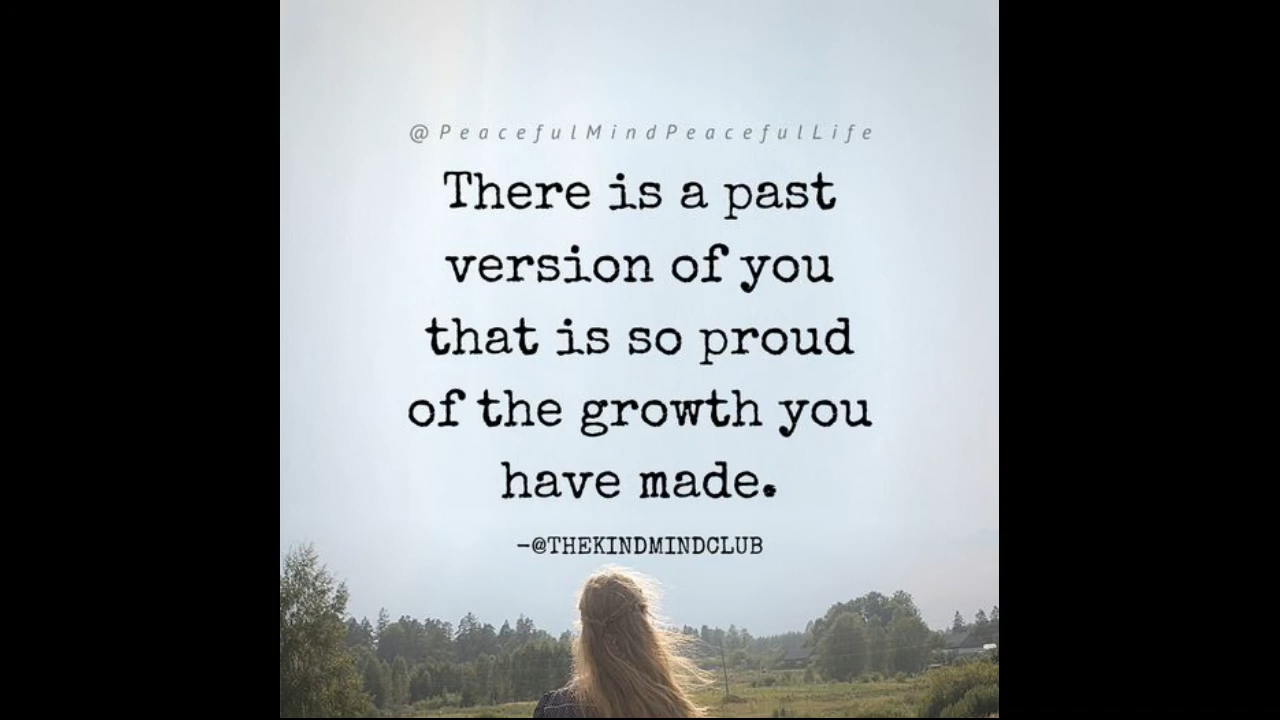 @PeacefulMindPeacefulLife
There is a past
version of you
that is so proud
of the growth you
have made.
-@THEKINDMINDCLUB